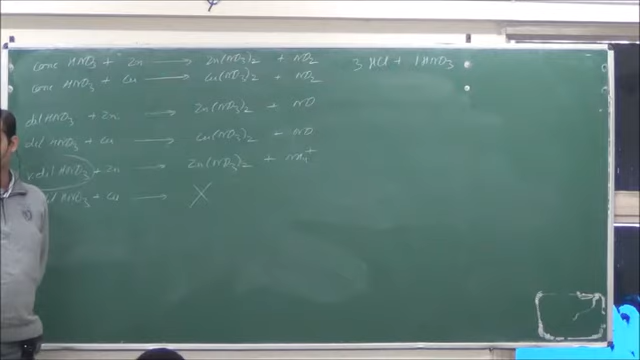 conc HNO3 + Zn ⟶ Zn(NO3)2 + NO2
conc HNO3 + Cu ⟶ Cu(NO3)2 + NO2
dil HNO3 + Zn ⟶ Zn(NO3)2 + NO
dil HNO3 + Cu ⟶ Cu(NO3)2 + NO
v.dil HNO3 + Zn ⟶ Zn(NO3)2 + NH4+
dil HNO3 + Cu ⟶ X
3 HCl + 1 HNO3